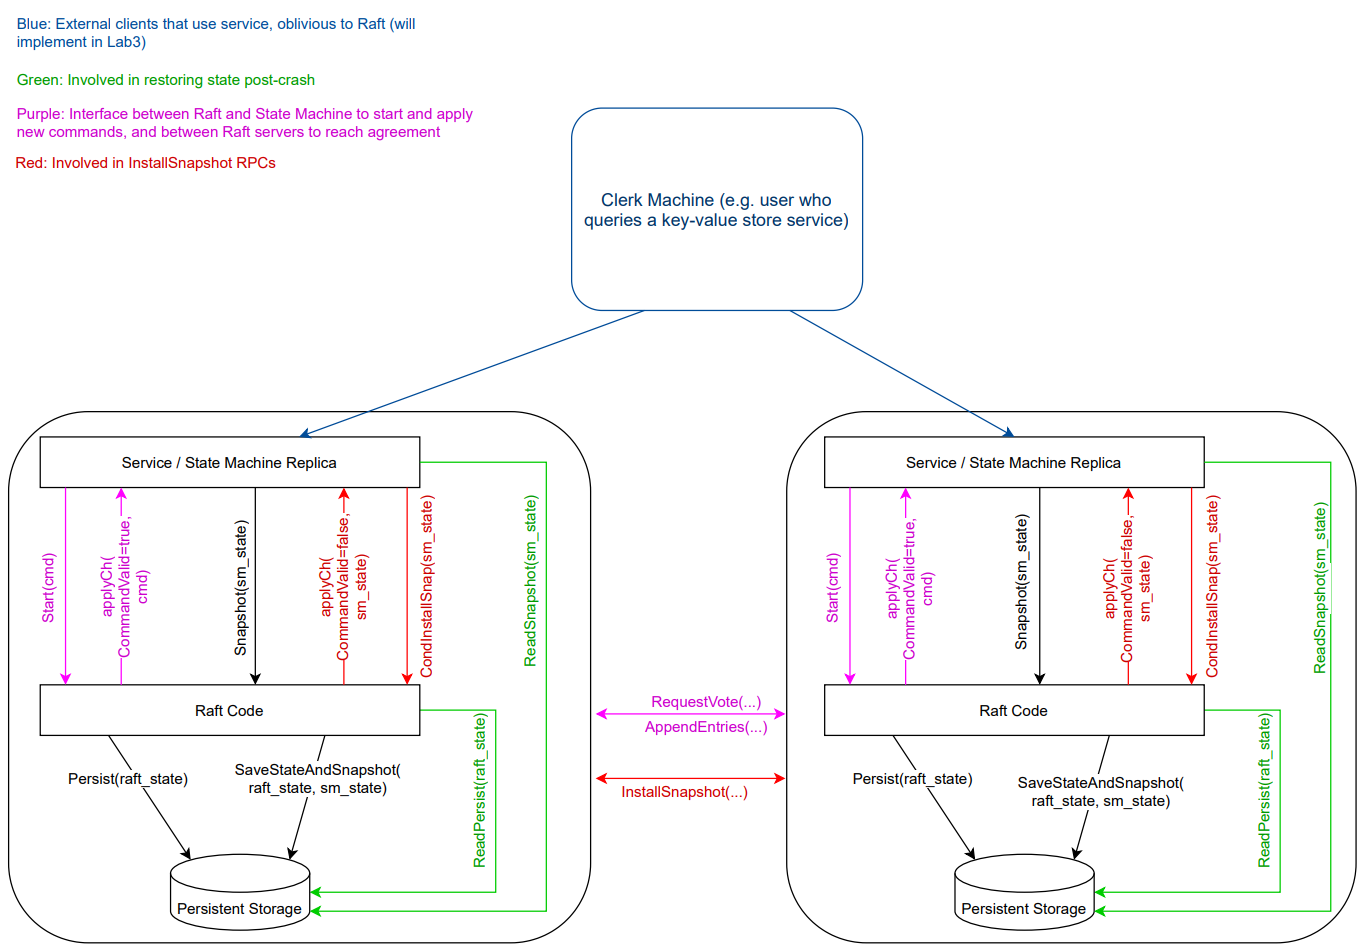 Blue: External clients that use service, oblivious to Raft (will
implement in Lab3)
Green: Involved in restoring state post-crash
Purple: Interface between Raft and State Machine to start and apply
new commands, and between Raft servers to reach agreement
Red: Involved in InstallSnapshot RPCs
Clerk Machine (e.g. user who
queries a key-value store service)
Service / State Machine Replica
Start(cmd)
applyCh(
CommandValid=true,
cmd)
Snapshot(sm_state)
applyCh(
CommandValid=false,
sm_state)
CondInstallSnap(sm_state)
ReadSnapshot(sm_state)
Raft Code
Persist(raft_state)
SaveStateAndSnapshot(
raft_state, sm_state)
ReadPersist(raft_state)
Persistent Storage
RequestVote(...)
AppendEntries(...)
InstallSnapshot(...)
Service / State Machine Replica
Start(cmd)
applyCh(
CommandValid=true,
cmd)
Snapshot(sm_state)
applyCh(
CommandValid=false,
sm_state)
CondInstallSnap(sm_state)
ReadSnapshot(sm_state)
Raft Code
Persist(raft_state)
SaveStateAndSnapshot(
raft_state, sm_state)
ReadPersist(raft_state)
Persistent Storage